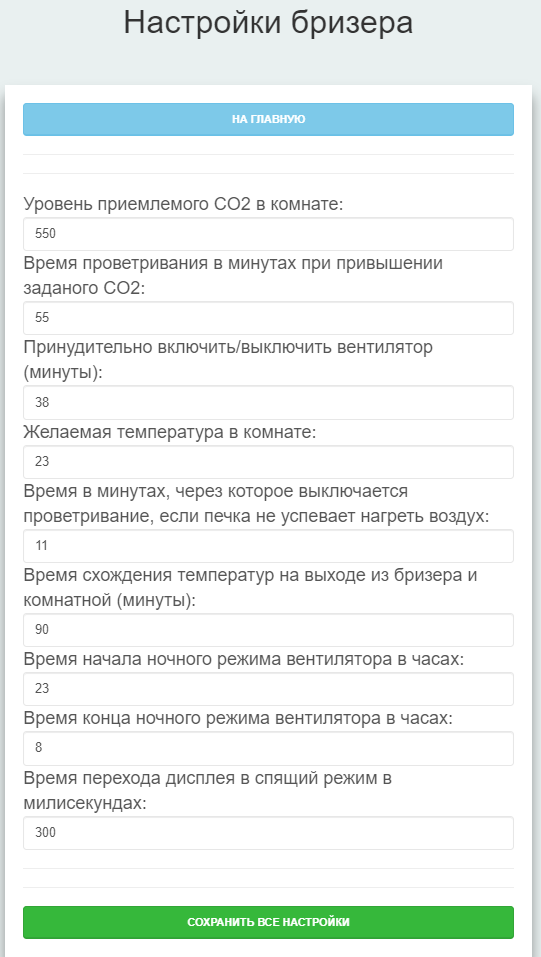 Настройки бризера
НА ГЛАВНУЮ
Уровень приемлемого CO2 в комнате:
550
Время проветривания в минутах при привышении
заданого CO2:
55
Принудительно включить/выключить вентилятор
(минуты):
38
Желаемая температура в комнате:
23
Время в минутах, через которое выключается
проветривание, если печка не успевает нагреть воздух:
11
Время схождения температур на выходе из бризера и
комнатной (минуты):
90
Время начала ночного режима вентилятора в часах:
23
Время конца ночного режима вентилятора в часах:
8
Время перехода дисплея в спящий режим в
милисекундах:
300
СОХРАНИТЬ ВСЕ НАСТРОЙКИ